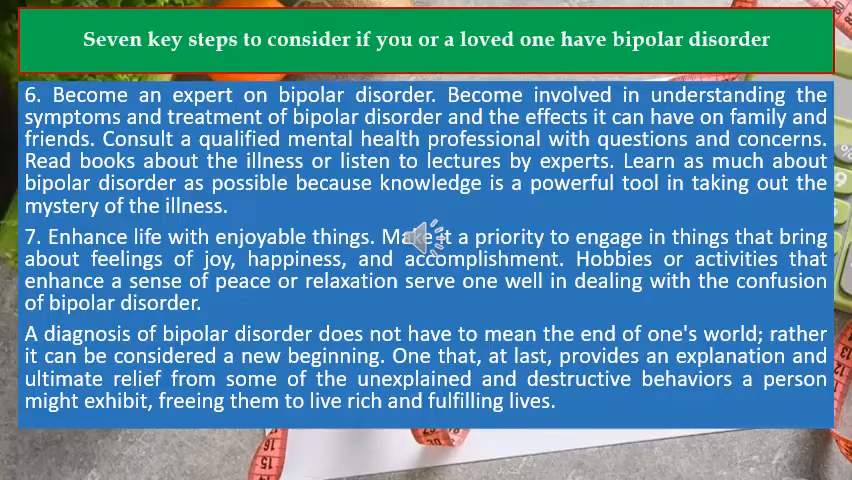 Seven key steps to consider if you or a loved one have bipolar disorder
6. Become an expert on bipolar disorder. Become involved in understanding the
symptoms and treatment of bipolar disorder and the effects it can have on family and
friends. Consult a qualified mental health professional with questions and concerns.
Read books about the illness or listen to lectures by experts. Learn as much about
bipolar disorder as possible because knowledge is a powerful tool in taking out the
mystery of the illness.
7. Enhance life with enjoyable things. Make it a priority to engage in things that bring
about feelings of joy, happiness, and accomplishment. Hobbies or activities that
enhance a sense of peace or relaxation serve one well in dealing with the confusion
of bipolar disorder.
A diagnosis of bipolar disorder does not have to mean the end of one's world; rather
it can be considered a new beginning. One that, at last, provides an explanation and
ultimate relief from some of the unexplained and destructive behaviors a person
might exhibit, freeing them to live rich and fulfilling lives.